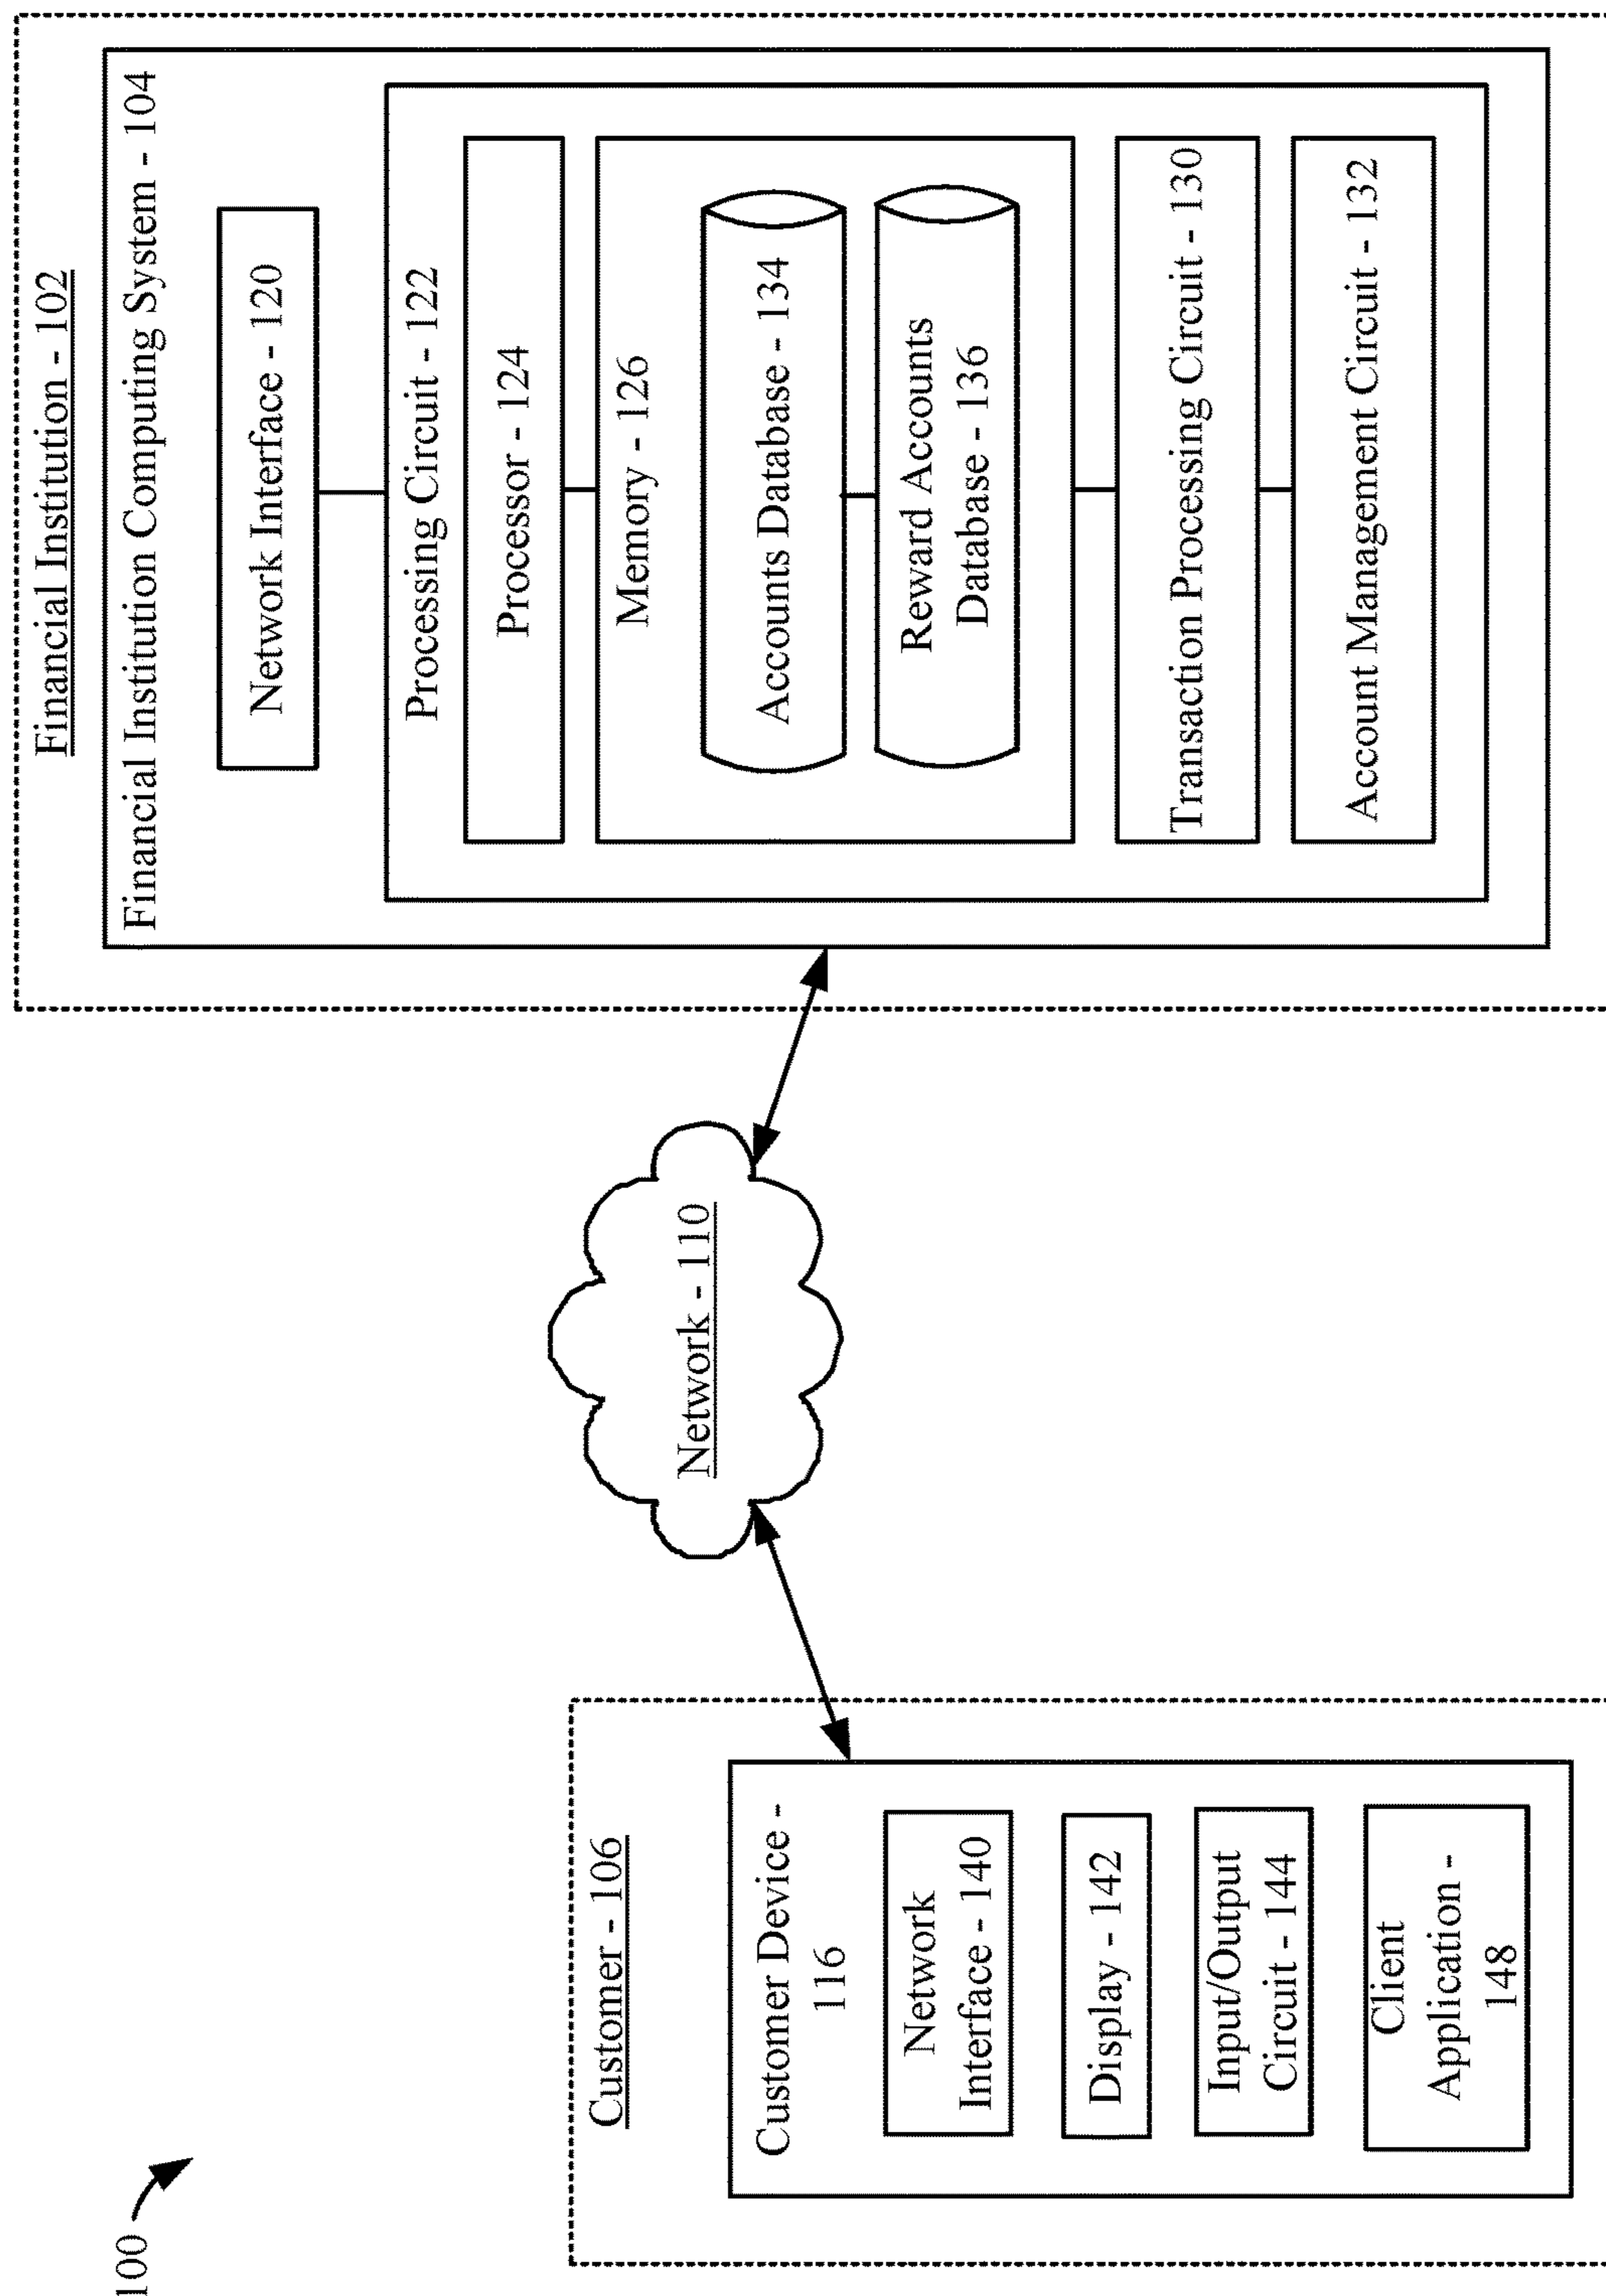 100
Customer - 106
Customer Device -
116
Network
Interface - 140
Display - 142
Input/Output
Circuit - 144
Client
Application -
148
Network - 110
Financial Institution - 102
Financial Institution Computing System - 104
Network Interface - 120
Processing Circuit - 122
Processor - 124
Memory - 126
Accounts Database - 134
Reward Accounts
Database - 136
Transaction Processing Circuit - 130
Account Management Circuit - 132